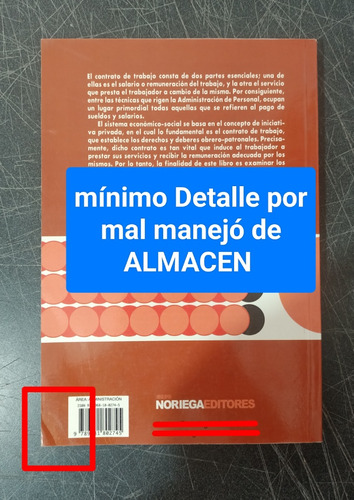 El contrato de trabajo consta de dos partes esenciales; una de
ellas es el salario o remuneración del trabajo, y la otra el servicio
que presta el trabajador a cambio de la misma. Por consiguiente,
entre las técnicas que rigen la Administración de Personal, ocupan
un lugar primordial todas aquellas que se refieren al pago de
sueldos y salarios.
El sistema económico-social se basa en el concepto de iniciati-
va privada, en el cual lo fundamental es el contrato de trabajo,
que establece los derechos y deberes obrero-patronales. Precisa-
mente, dicho contrato es tan vital que induce al trabajador a
prestar sus servicios y recibir la remuneración adecuada por los
mismos. Por lo tanto, la finalidad de este libro es examinar los
mínimo Detalle por
mal manejó de
ALMACEN
ÁREA: ADMINISTRACIÓN
NORIEGAEDITORES